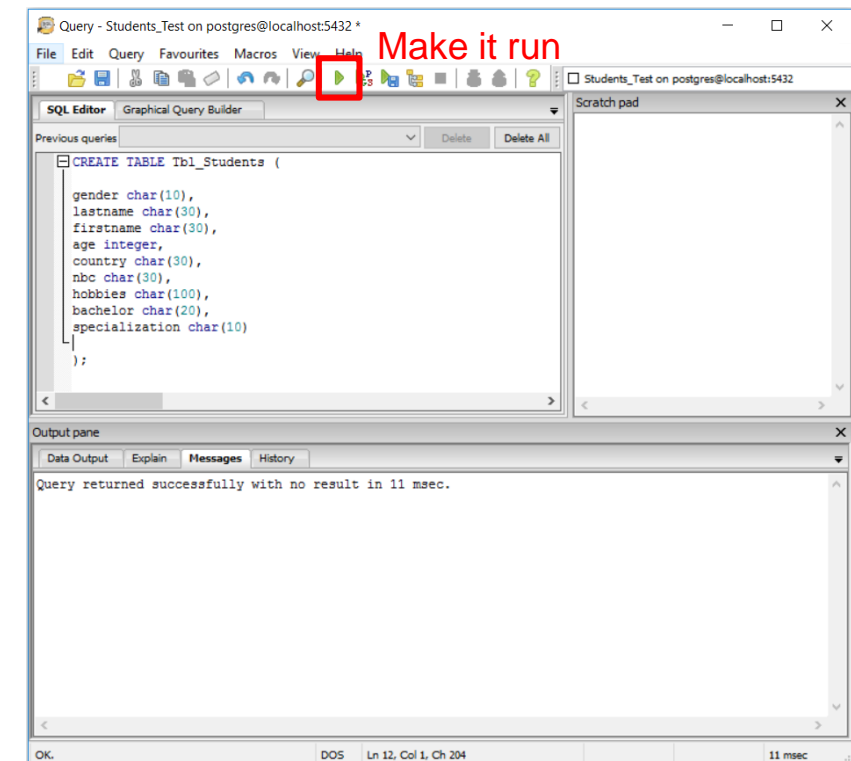 Query - Students_Test on postgres@localhost:5432 *
Make it run
File Edit Query Favourites Macros View Help
Students_Test on postgres@localhost:5432
SQL Editor Graphical Query Builder
Scratch pad
Previous queries Delete Delete All
CREATE TABLE Tbl_Students (
gender char(10),
lastname char(30),
firstname char(30),
age integer,
country char(30),
nbc char(30),
hobbies char(100),
bachelor char(20),
specialization char(10)
);
Output pane
Data Output Explain Messages History
Query returned successfully with no result in 11 msec.
OK. DOS Ln 12, Col 1, Ch 204 11 msec